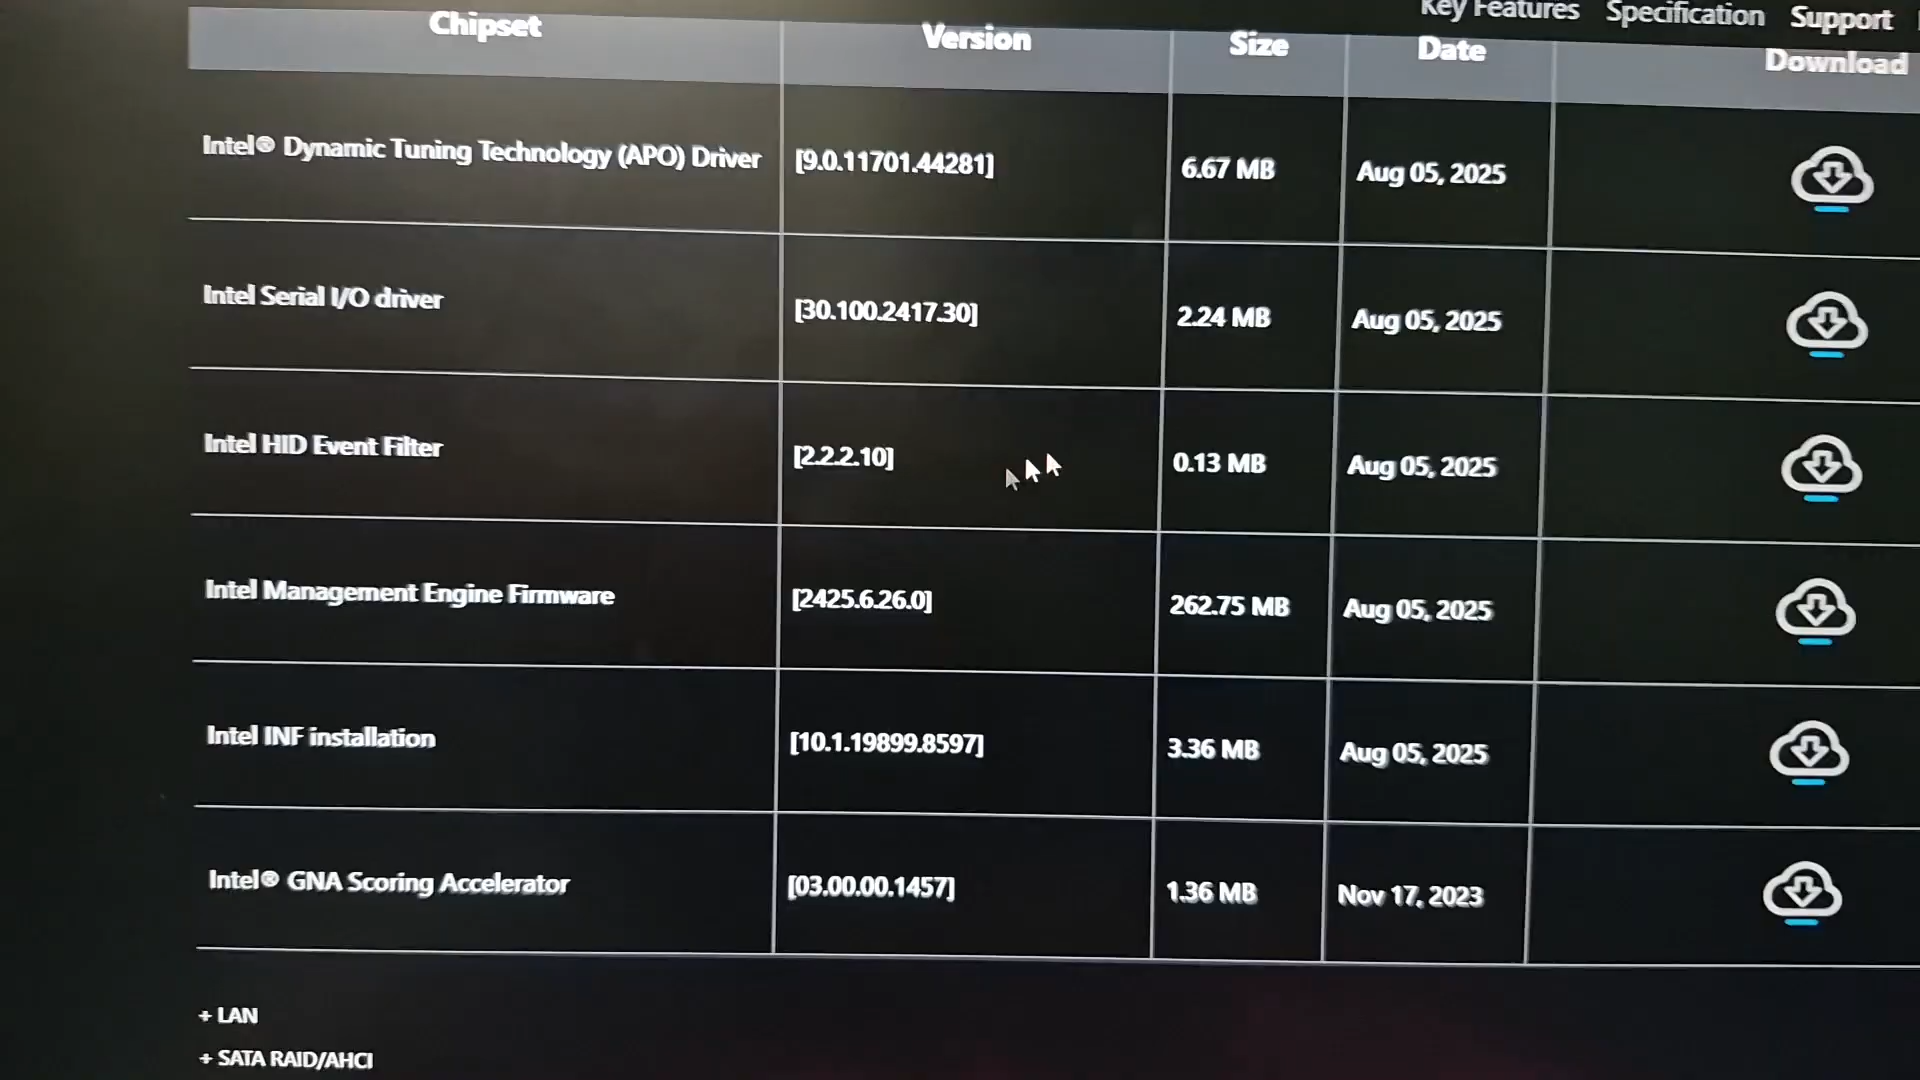 Key Features Specification Support
Chipset Version Size Date Download
Intel® Dynamic Tuning Technology (APO) Driver [9.0.11701.44281] 6.67 MB Aug 05, 2025
Intel Serial I/O driver [30.100.2417.30] 2.24 MB Aug 05, 2025
Intel HID Event Filter [2.2.2.10] 0.13 MB Aug 05, 2025
Intel Management Engine Firmware [2425.6.26.0] 262.75 MB Aug 05, 2025
Intel INF installation [10.1.19899.8597] 3.36 MB Aug 05, 2025
Intel® GNA Scoring Accelerator [03.00.00.1457] 1.36 MB Nov 17, 2023
+ LAN
+ SATA RAID/AHCI